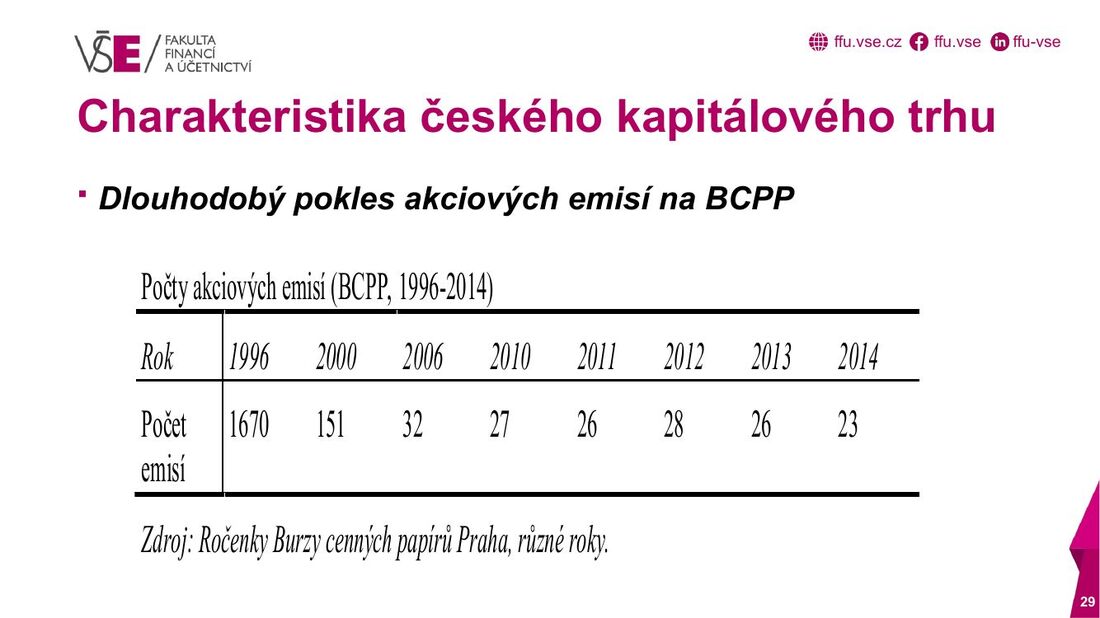 VŠE / FAKULTA
FINANCÍ
A ÚČETNICTVÍ
ffu.vse.cz ffu.vse ffu-vse
Charakteristika českého kapitálového trhu
Dlouhodobý pokles akciových emisí na BCPP
Počty akciových emisí (BCPP, 1996-2014)
Rok 1996 2000 2006 2010 2011 2012 2013 2014
Počet 1670 151 32 27 26 28 26 23
emisí
Zdroj: Ročenky Burzy cenných papírů Praha, různé roky.
29